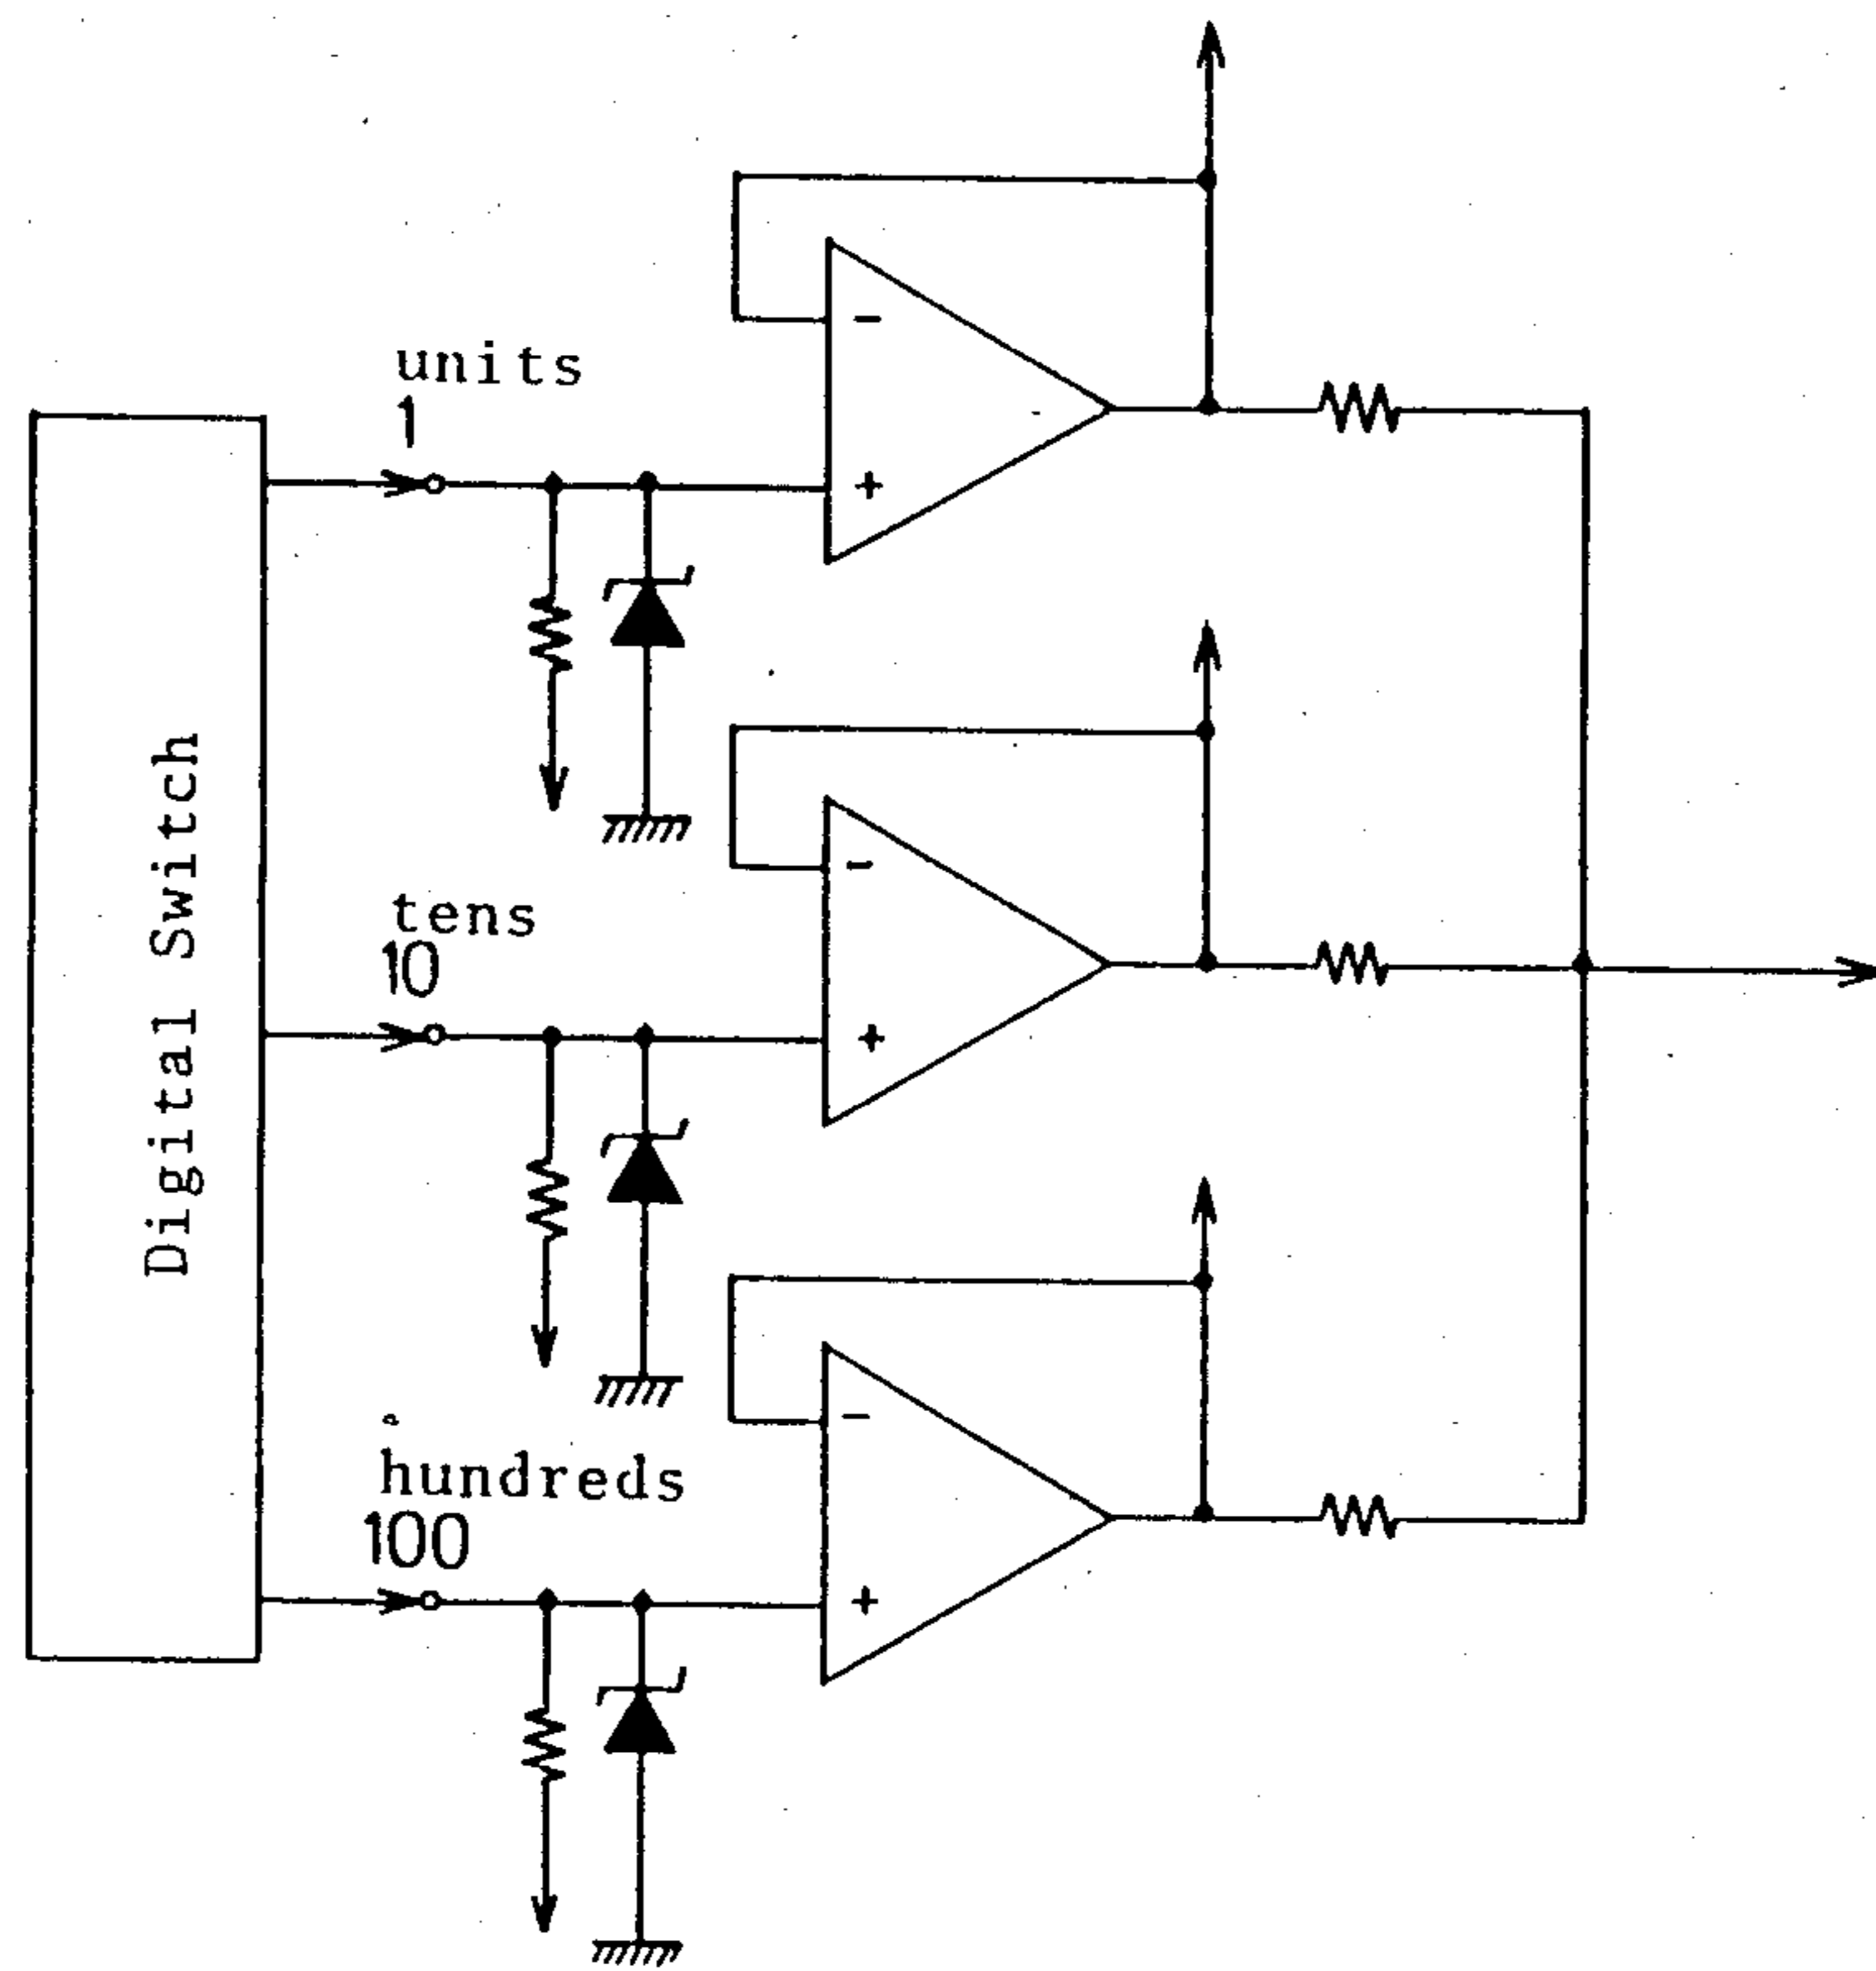 units
1
Digital Switch
-
+
tens
10
-
+
hundreds
100
-
+